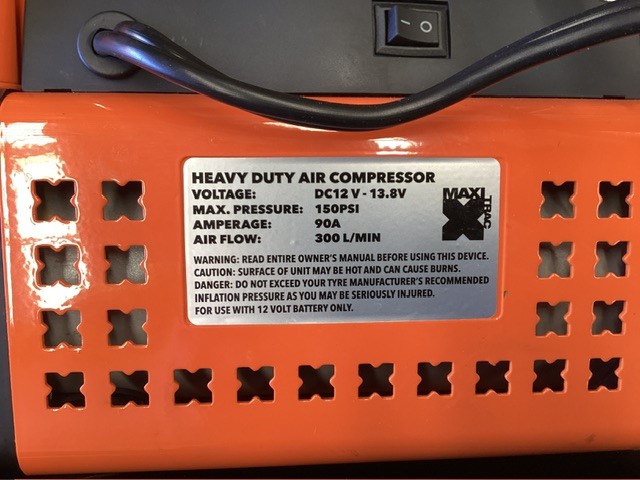 HEAVY DUTY AIR COMPRESSOR
VOLTAGE: DC12 V - 13.8V
MAX. PRESSURE: 150PSI
AMPERAGE: 90A
AIR FLOW: 300 L/MIN
MAXI
TRAC
WARNING: READ ENTIRE OWNER'S MANUAL BEFORE USING THIS DEVICE.
CAUTION: SURFACE OF UNIT MAY BE HOT AND CAN CAUSE BURNS.
DANGER: DO NOT EXCEED YOUR TYRE MANUFACTURER'S RECOMMENDED
INFLATION PRESSURE AS YOU MAY BE SERIOUSLY INJURED.
FOR USE WITH 12 VOLT BATTERY ONLY.